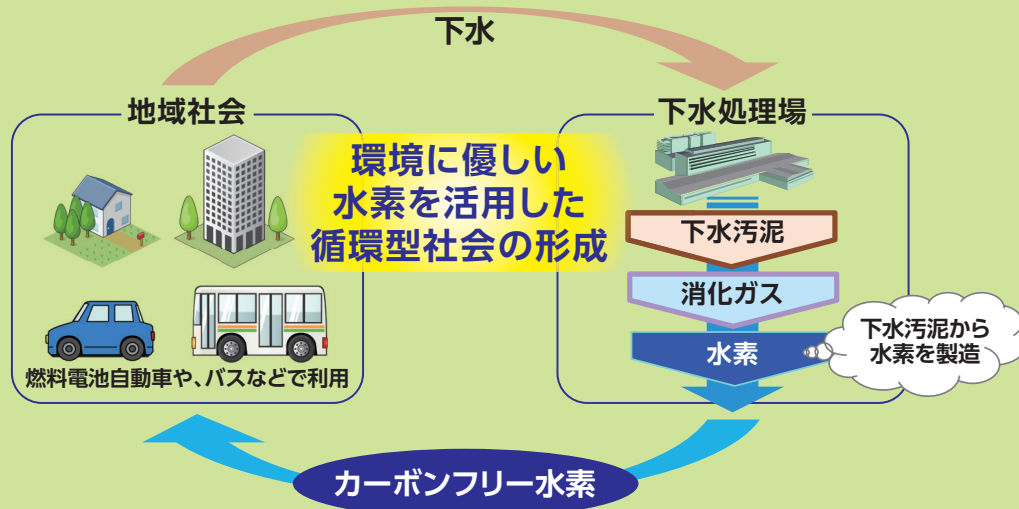 下水
地域社会
下水処理場
環境に優しい
水素を活用した
循環型社会の形成
下水汚泥
消化ガス
水素
下水汚泥から
水素を製造
燃料電池自動車や、バスなどで利用
カーボンフリー水素